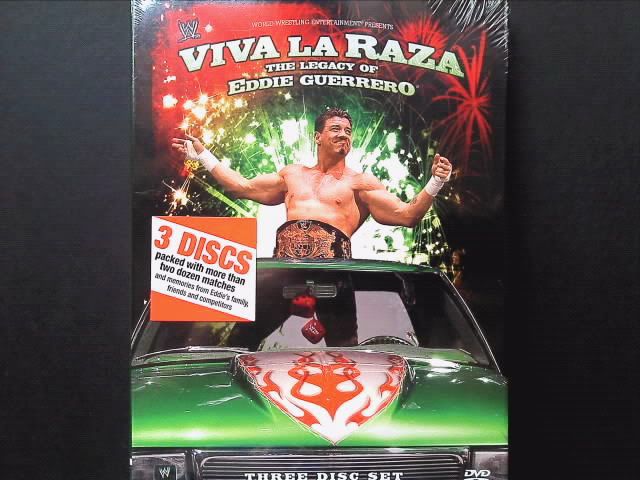 WORLD WRESTLING ENTERTAINMENT PRESENTS
VIVA LA RAZA
THE LEGACY OF
EDDIE GUERRERO
3 DISCS
packed with more than
two dozen matches
and memories from Eddie's family,
friends and competitors
THREE DISC SET
DVD